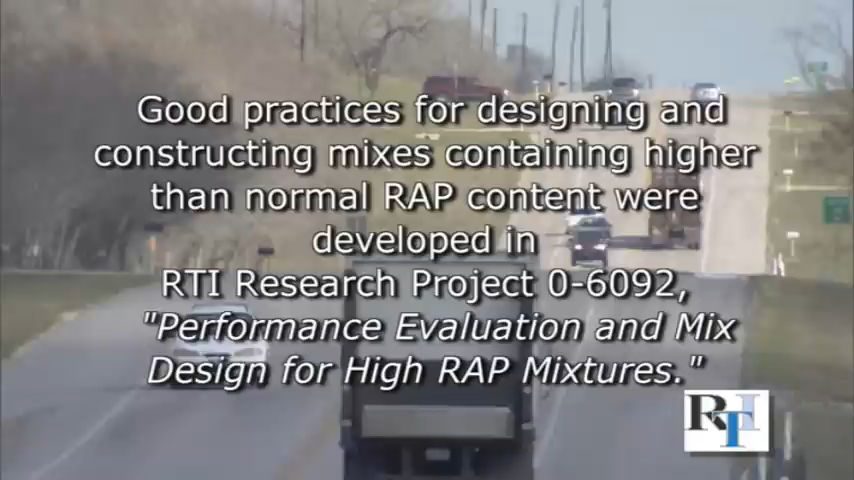 Good practices for designing and
constructing mixes containing higher
than normal RAP content were
developed in
RTI Research Project 0-6092,
"Performance Evaluation and Mix
Design for High RAP Mixtures."
RTI